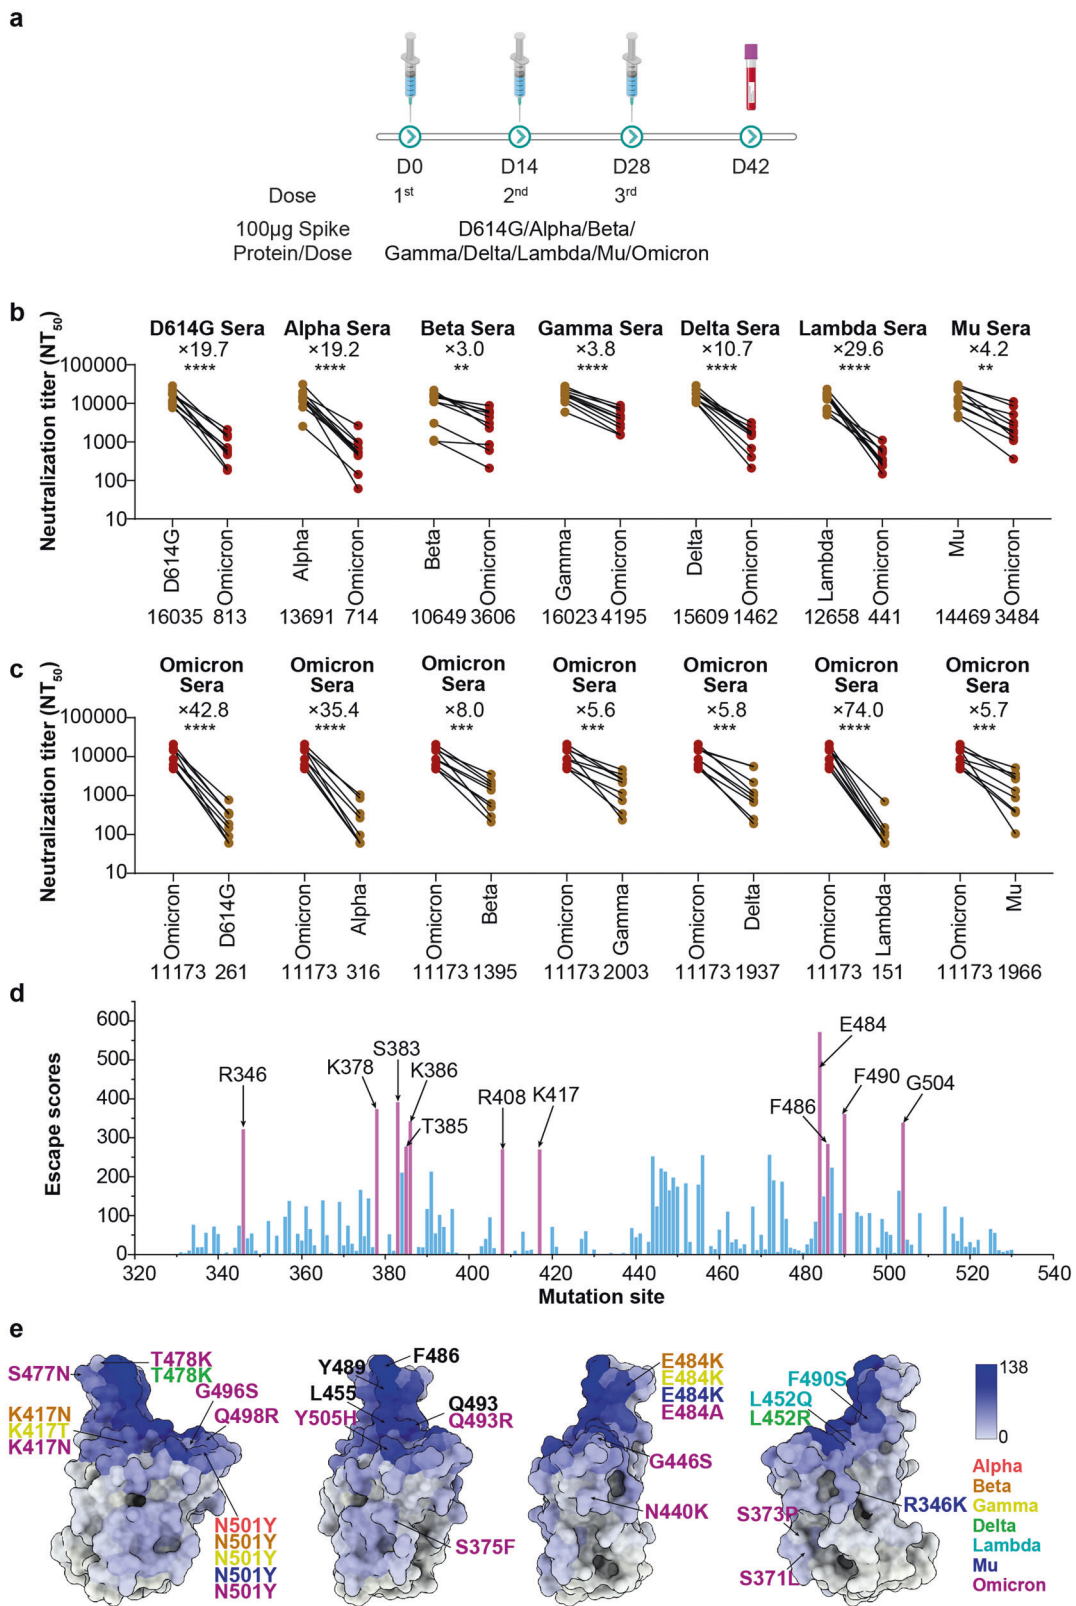 a
D0 D14 D28 D42
Dose 1st 2nd 3rd
100µg Spike D614G/Alpha/Beta/
Protein/Dose Gamma/Delta/Lambda/Mu/Omicron
b
Neutralization titer (NT50)
D614G Sera Alpha Sera Beta Sera Gamma Sera Delta Sera Lambda Sera Mu Sera
×19.7 ×19.2 ×3.0 ×3.8 ×10.7 ×29.6 ×4.2
**** **** ** **** **** **** **
100000
10000
1000
100
10
D614G Omicron Alpha Omicron Beta Omicron Gamma Omicron Delta Omicron Lambda Omicron Mu Omicron
16035 813 13691 714 10649 3606 16023 4195 15609 1462 12658 441 14469 3484
c
Neutralization titer (NT50)
Omicron Omicron Omicron Omicron Omicron Omicron Omicron
Sera Sera Sera Sera Sera Sera Sera
×42.8 ×35.4 ×8.0 ×5.6 ×5.8 ×74.0 ×5.7
**** **** *** *** *** **** ***
100000
10000
1000
100
10
Omicron D614G Omicron Alpha Omicron Beta Omicron Gamma Omicron Delta Omicron Lambda Omicron Mu
11173 261 11173 316 11173 1395 11173 2003 11173 1937 11173 151 11173 1966
d
Escape scores
600
500
400
300
200
100
0
R346
K378
S383
K386
T385
R408
K417
E484
F486
F490
G504
320 340 360 380 400 420 440 460 480 500 520 540
Mutation site
e
S477N
T478K
T478K
G496S
Q498R
K417N
K417T
K417N
N501Y
N501Y
N501Y
N501Y
N501Y
F486
Y489
L455
Y505H
Q493
Q493R
S375F
E484K
E484K
E484K
E484A
G446S
N440K
F490S
L452Q
L452R
R346K
S373P
S371L
138
0
Alpha
Beta
Gamma
Delta
Lambda
Mu
Omicron